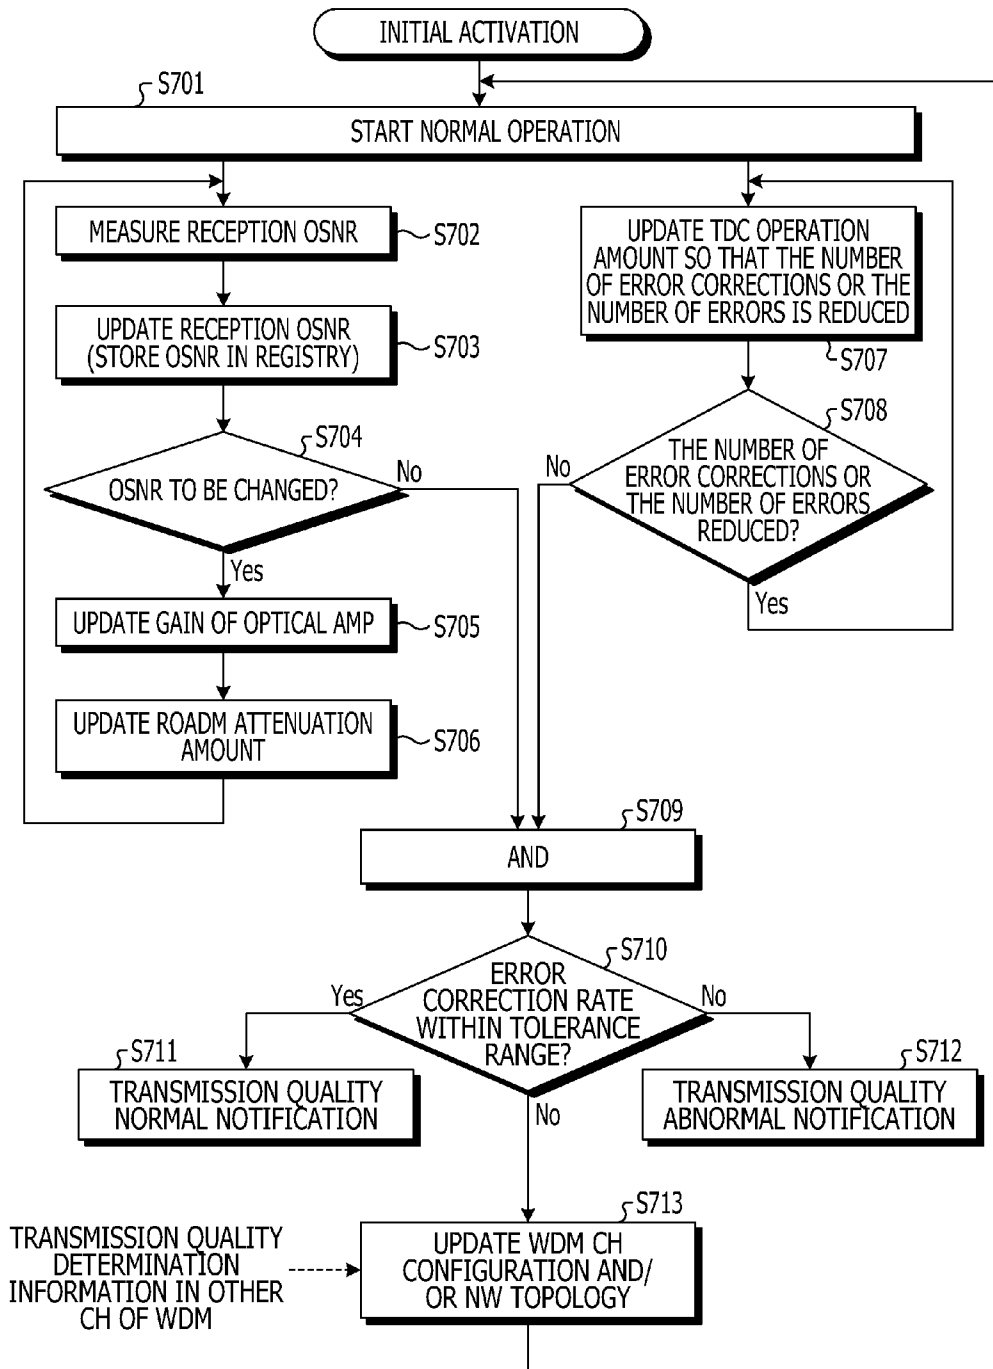 INITIAL ACTIVATION
S701
START NORMAL OPERATION
MEASURE RECEPTION OSNR
S702
UPDATE RECEPTION OSNR
(STORE OSNR IN REGISTRY)
S703
S704
OSNR TO BE CHANGED?
No
Yes
UPDATE GAIN OF OPTICAL AMP
S705
UPDATE ROADM ATTENUATION
AMOUNT
S706
UPDATE TDC OPERATION
AMOUNT SO THAT THE NUMBER
OF ERROR CORRECTIONS OR THE
NUMBER OF ERRORS IS REDUCED
S707
S708
THE NUMBER OF
ERROR CORRECTIONS OR
THE NUMBER OF ERRORS
REDUCED?
No
Yes
S709
AND
S710
ERROR
CORRECTION RATE
WITHIN TOLERANCE
RANGE?
Yes
No
No
S711
TRANSMISSION QUALITY
NORMAL NOTIFICATION
S712
TRANSMISSION QUALITY
ABNORMAL NOTIFICATION
S713
UPDATE WDM CH
CONFIGURATION AND/
OR NW TOPOLOGY
TRANSMISSION QUALITY
DETERMINATION
INFORMATION IN OTHER
CH OF WDM